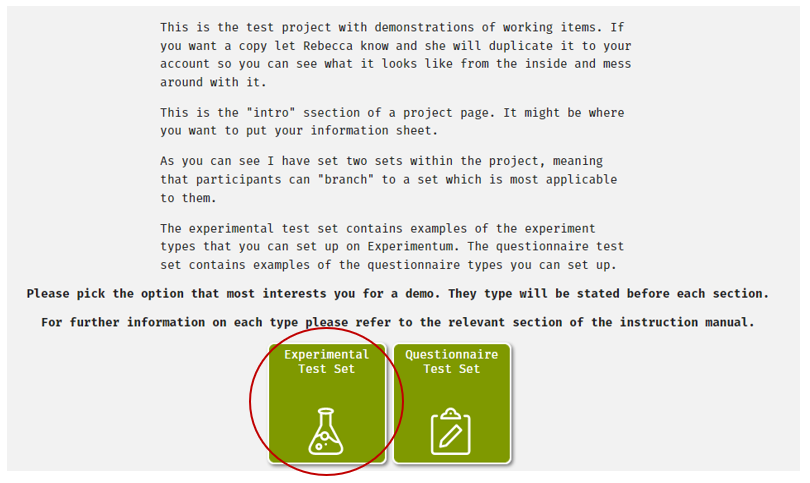 This is the test project with demonstrations of working items. If
you want a copy let Rebecca know and she will duplicate it to your
account so you can see what it looks like from the inside and mess
around with it.
This is the "intro" ssection of a project page. It might be where
you want to put your information sheet.
As you can see I have set two sets within the project, meaning
that participants can "branch" to a set which is most applicable
to them.
The experimental test set contains examples of the experiment
types that you can set up on Experimentum. The questionnaire test
set contains examples of the questionnaire types you can set up.
Please pick the option that most interests you for a demo. They type will be stated before each section.
For further information on each type please refer to the relevant section of the instruction manual.
Experimental
Test Set
Questionnaire
Test Set